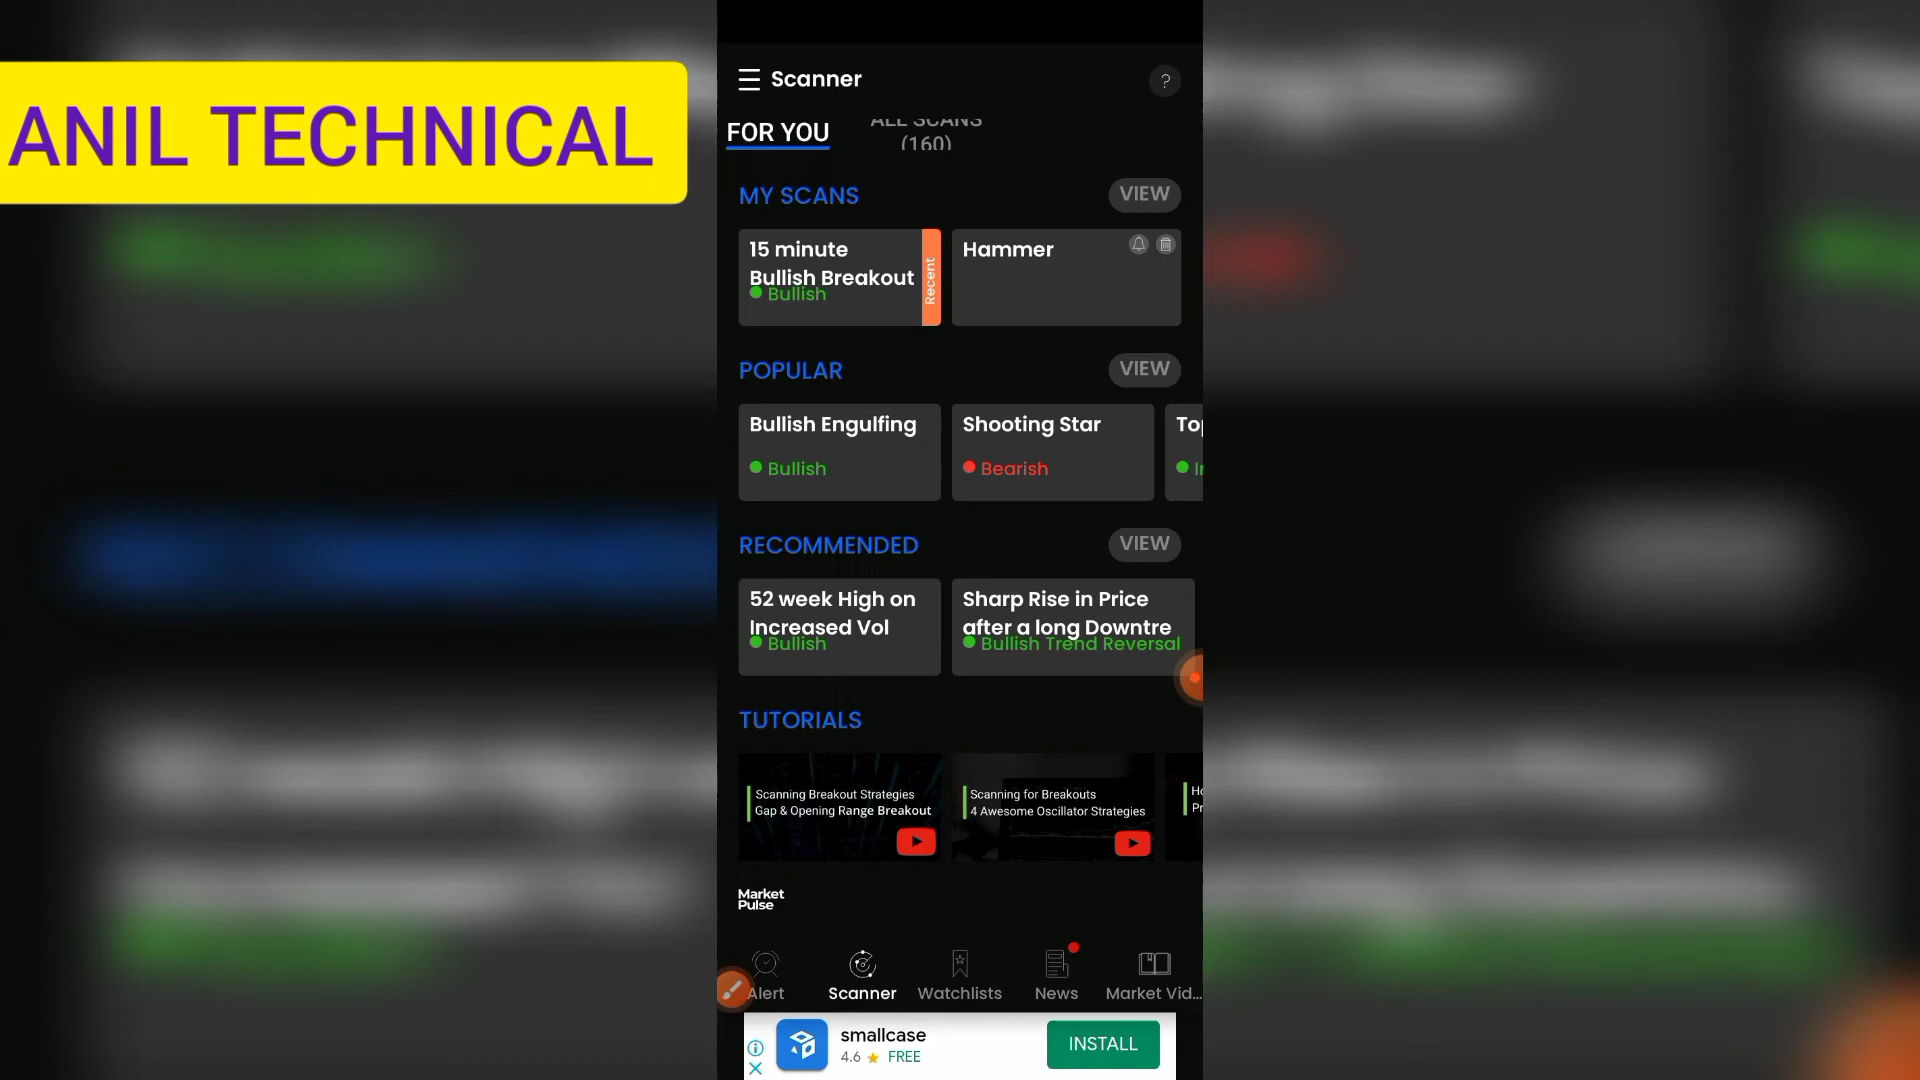 ANIL TECHNICAL
Scanner
?
FOR YOU
ALL SCANS
(160)
MY SCANS
VIEW
15 minute
Bullish Breakout
Bullish
Recent
Hammer
POPULAR
VIEW
Bullish Engulfing
Bullish
Shooting Star
Bearish
To
RECOMMENDED
VIEW
52 week High on
Increased Vol
Bullish
Sharp Rise in Price
after a long Downtre
Bullish Trend Reversal
TUTORIALS
Scanning Breakout Strategies
Gap & Opening Range Breakout
Scanning for Breakouts
4 Awesome Oscillator Strategies
Market
Pulse
Alert
Scanner
Watchlists
News
Market Vid...
smallcase
4.6 ★ FREE
INSTALL